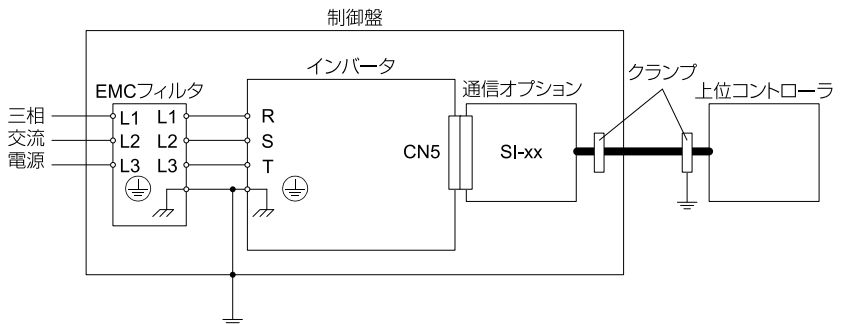 制御盤
インバータ
EMCフィルタ
通信オプション
クランプ
上位コントローラ
三相
交流
電源
L1 L1
L2 L2
L3 L3
R
S
T
CN5
SI-xx